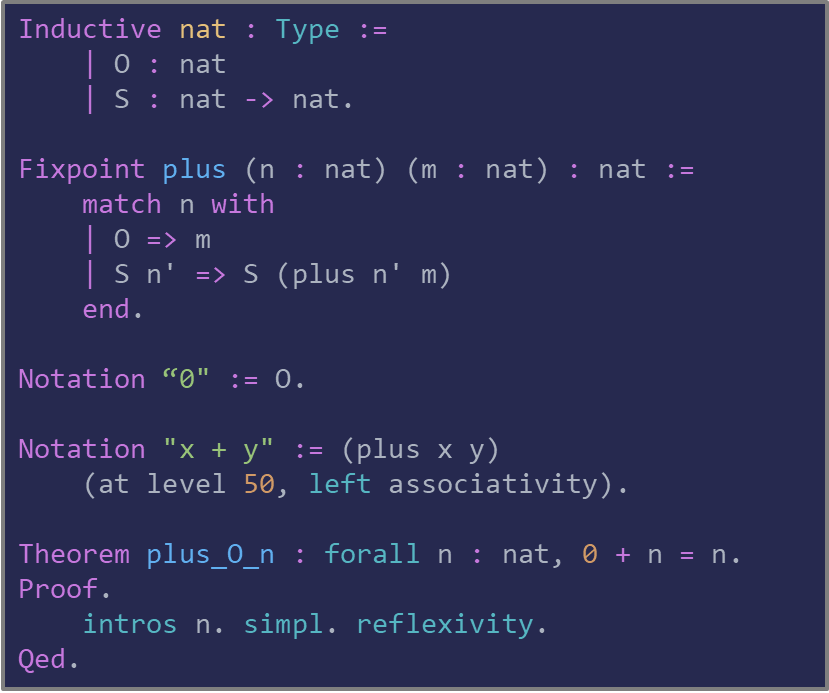 Inductive nat : Type :=
    | O : nat
    | S : nat -> nat.

Fixpoint plus (n : nat) (m : nat) : nat :=
    match n with
    | O => m
    | S n' => S (plus n' m)
    end.

Notation “0" := O.

Notation "x + y" := (plus x y)
    (at level 50, left associativity).

Theorem plus_O_n : forall n : nat, 0 + n = n.
Proof.
    intros n. simpl. reflexivity.
Qed.